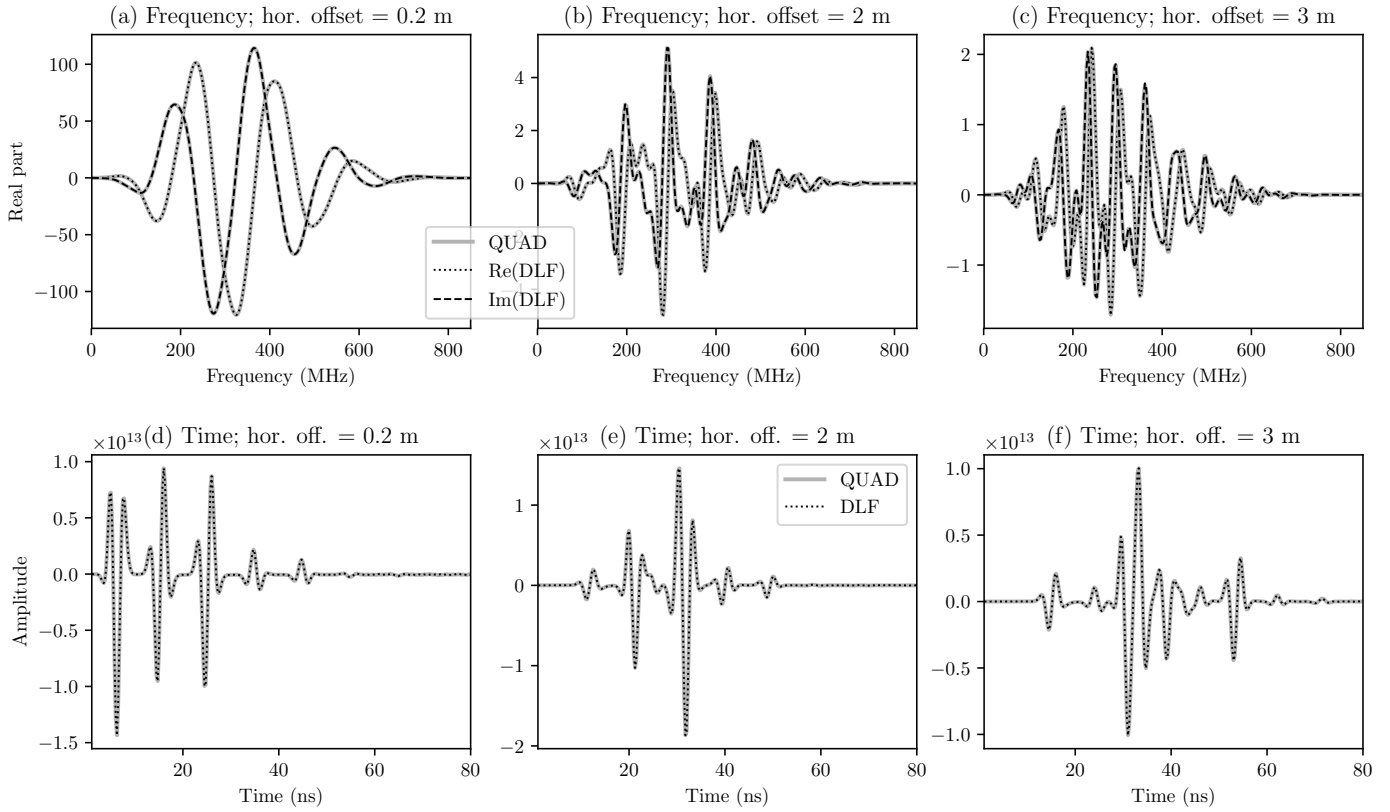 (a) Frequency; hor. offset = 0.2 m
(b) Frequency; hor. offset = 2 m
(c) Frequency; hor. offset = 3 m
Real part
100
50
0
−50
−100
4
2
0
−2
−4
2
1
0
−1
QUAD
Re(DLF)
Im(DLF)
0 200 400 600 800
0 200 400 600 800
0 200 400 600 800
Frequency (MHz)
Frequency (MHz)
Frequency (MHz)
×10¹³(d) Time; hor. off. = 0.2 m
×10¹³ (e) Time; hor. off. = 2 m
×10¹³ (f) Time; hor. off. = 3 m
Amplitude
1.0
0.5
0.0
−0.5
−1.0
−1.5
1
0
−1
−2
1.0
0.5
0.0
−0.5
−1.0
QUAD
DLF
20 40 60 80
20 40 60 80
20 40 60 80
Time (ns)
Time (ns)
Time (ns)